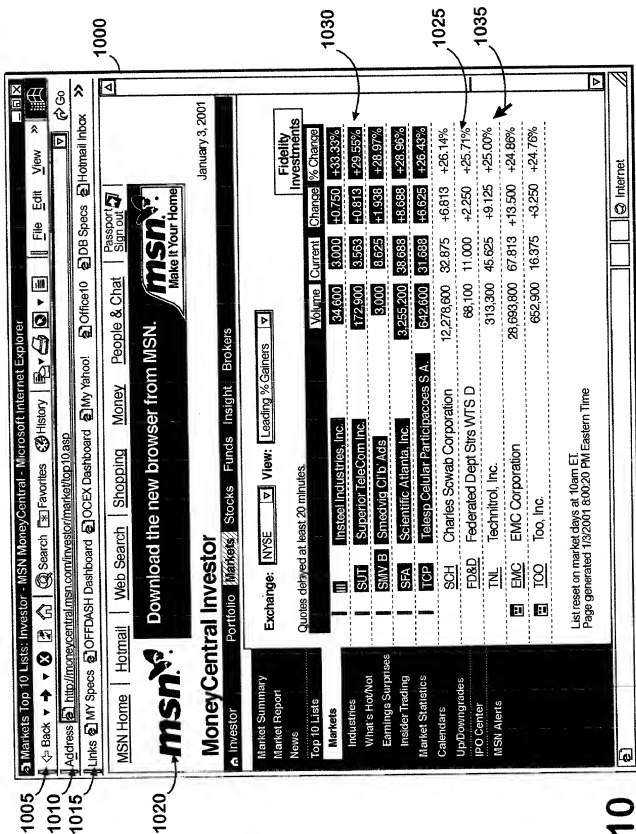 Markets Top 10 Lists: Investor - MSN MoneyCentral - Microsoft Internet Explorer
Back Search Favorites History File Edit View »
Address http://moneycentral.msn.com/investor/market/top10.asp Go
Links MY Specs OFFDASH Dashboard OCEX Dashboard My Yahoo! Office10 DB Specs Hotmail Inbox »
MSN Home Hotmail Web Search Shopping Money People & Chat Passport Sign out
msn. Download the new browser from MSN. msn.
Make It Your Home
MoneyCentral Investor January 3, 2001
Investor Portfolio Markets Stocks Funds Insight Brokers
Market Summary
Market Report
News
Top 10 Lists
Markets
Industries
What's Hot/Not
Earnings Surprises
Insider Trading
Market Statistics
Calendars
Up/Downgrades
IPO Center
MSN Alerts
Exchange: NYSE View: Leading % Gainers
Fidelity
Investments
Quotes delayed at least 20 minutes.
Volume Current Change % Change
III Insteel Industries, Inc. 34,600 3.000 +0.750 +33.33%
SUT Superior TeleCom Inc. 172,900 3.563 +0.813 +29.55%
SMV B Smedvig Cl b Ads 3,000 8.625 +1.938 +28.97%
SFA Scientific Atlanta, Inc. 3,255,200 38.688 +8.688 +28.96%
TCP Telesp Celular Participacoes S A. 642,600 31.688 +6.625 +26.43%
SCH Charles Scwab Corporation 12,278,600 32.875 +6.813 +26.14%
FD&D Federated Dept Strs WTS D 68,100 11.000 +2.250 +25.71%
TNL Technitrol, Inc. 313,300 45.625 +9.125 +25.00%
EMC EMC Corporation 28,693,800 67.813 +13.500 +24.86%
TOO Too, Inc. 652,900 16.375 +3.250 +24.76%
List reset on market days at 10am ET.
Page generated 1/3/2001 8:00:20 PM Eastern Time
Internet
1005
1010
1015
1020
1000
1030
1025
1035
10